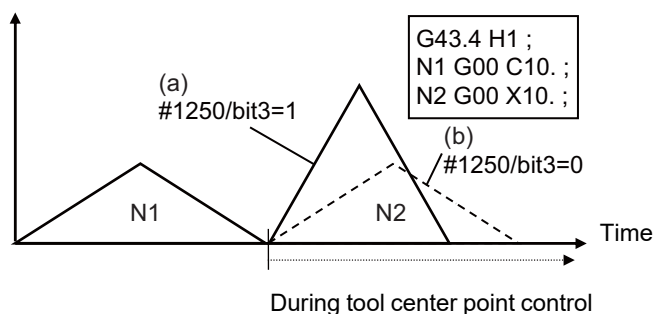 G43.4 H1 ;
N1 G00 C10. ;
N2 G00 X10. ;
(a)
#1250/bit3=1
(b)
#1250/bit3=0
N1
N2
Time
During tool center point control